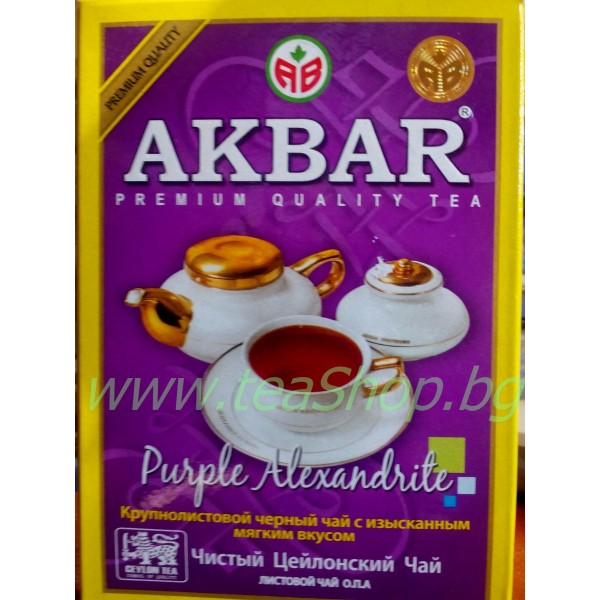 PREMIUM QUALITY
AB
AKBAR®
PREMIUM QUALITY TEA
www.teaShop.bg
Purple Alexandrite
Крупнолистовой черный чай с изысканным
мягким вкусом
Чистый Цейлонский Чай
CEYLON TEA
ЛИСТОВОЙ ЧАЙ О.П.А